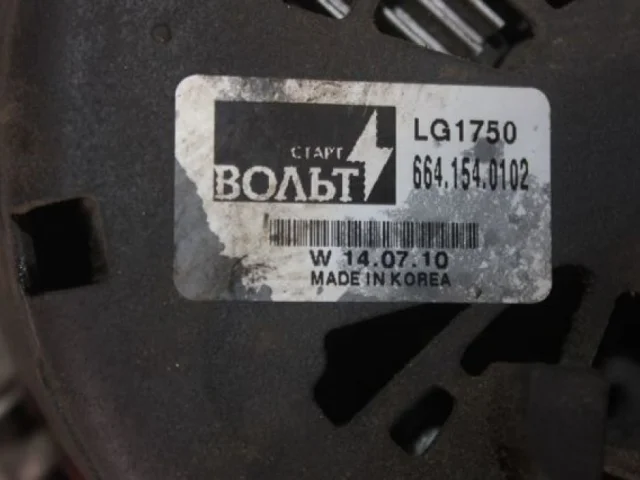 СТАРТ
ВОЛЬТ
LG1750
664.154.0102
W 14.07.10
MADE IN KOREA